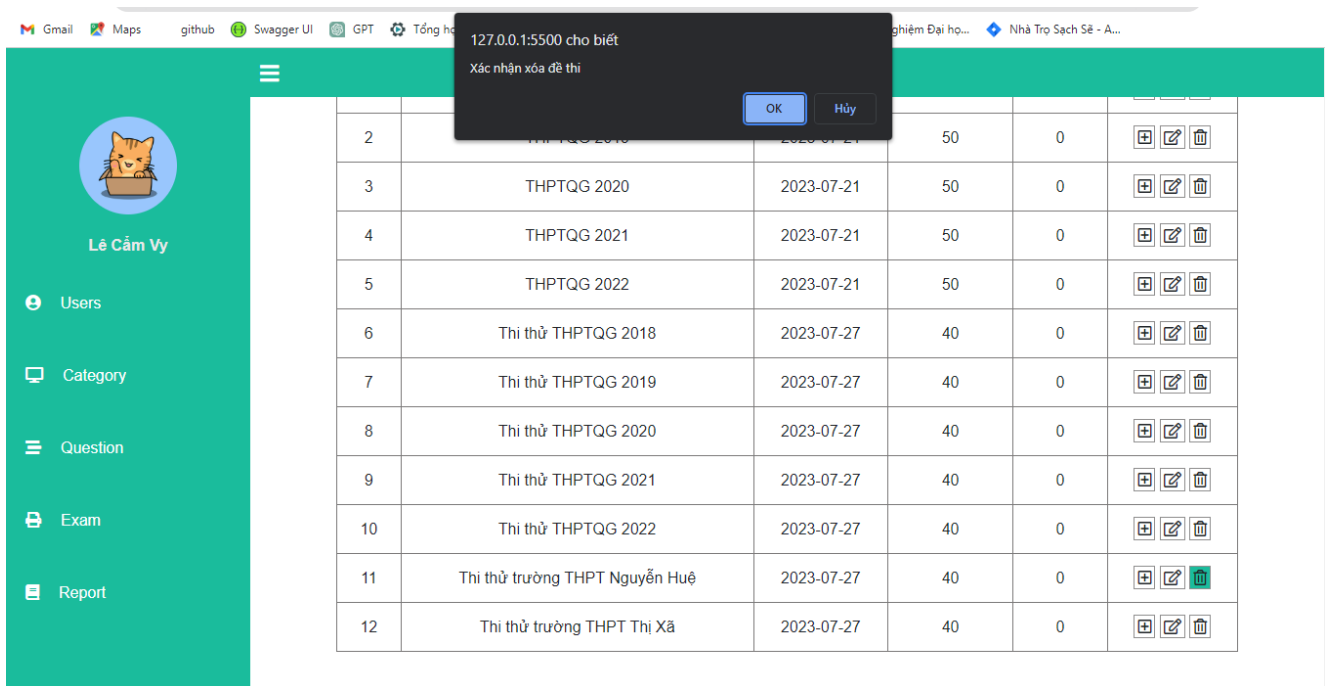 Gmail Maps github Swagger UI GPT Tổng
127.0.0.1:5500 cho biết
Xác nhận xóa đề thi
OK Hủy
ghiệm Đại họ... Nhà Trọ Sạch Sẽ - A...
Lê Cẩm Vy
Users
Category
Question
Exam
Report
2 50 0
3 THPTQG 2020 2023-07-21 50 0
4 THPTQG 2021 2023-07-21 50 0
5 THPTQG 2022 2023-07-21 50 0
6 Thi thử THPTQG 2018 2023-07-27 40 0
7 Thi thử THPTQG 2019 2023-07-27 40 0
8 Thi thử THPTQG 2020 2023-07-27 40 0
9 Thi thử THPTQG 2021 2023-07-27 40 0
10 Thi thử THPTQG 2022 2023-07-27 40 0
11 Thi thử trường THPT Nguyễn Huệ 2023-07-27 40 0
12 Thi thử trường THPT Thị Xã 2023-07-27 40 0